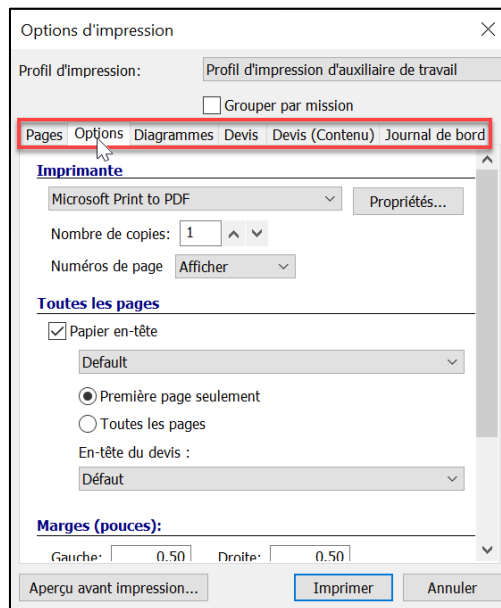 Options d'impression
Profil d'impression: Profil d'impression d'auxiliaire de travail
Grouper par mission
Pages Options Diagrammes Devis Devis (Contenu) Journal de bord
Imprimante
Microsoft Print to PDF Propriétés...
Nombre de copies: 1
Numéros de page Afficher
Toutes les pages
Papier en-tête
Default
Première page seulement
Toutes les pages
En-tête du devis :
Défaut
Marges (pouces):
Gauche: 0.50 Droite: 0.50
Aperçu avant impression... Imprimer Annuler